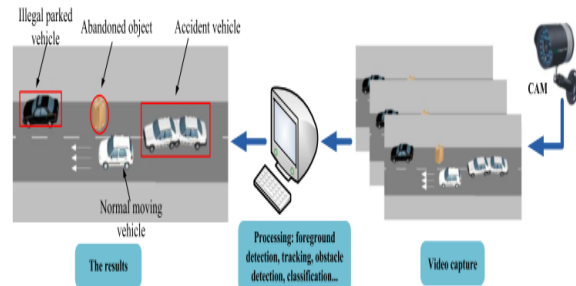 Illegal parked
vehicle
Abandoned object
Accident vehicle
CAM
Normal moving
vehicle
The results
Processing: foreground
detection, tracking, obstacle
detection, classification...
Video capture